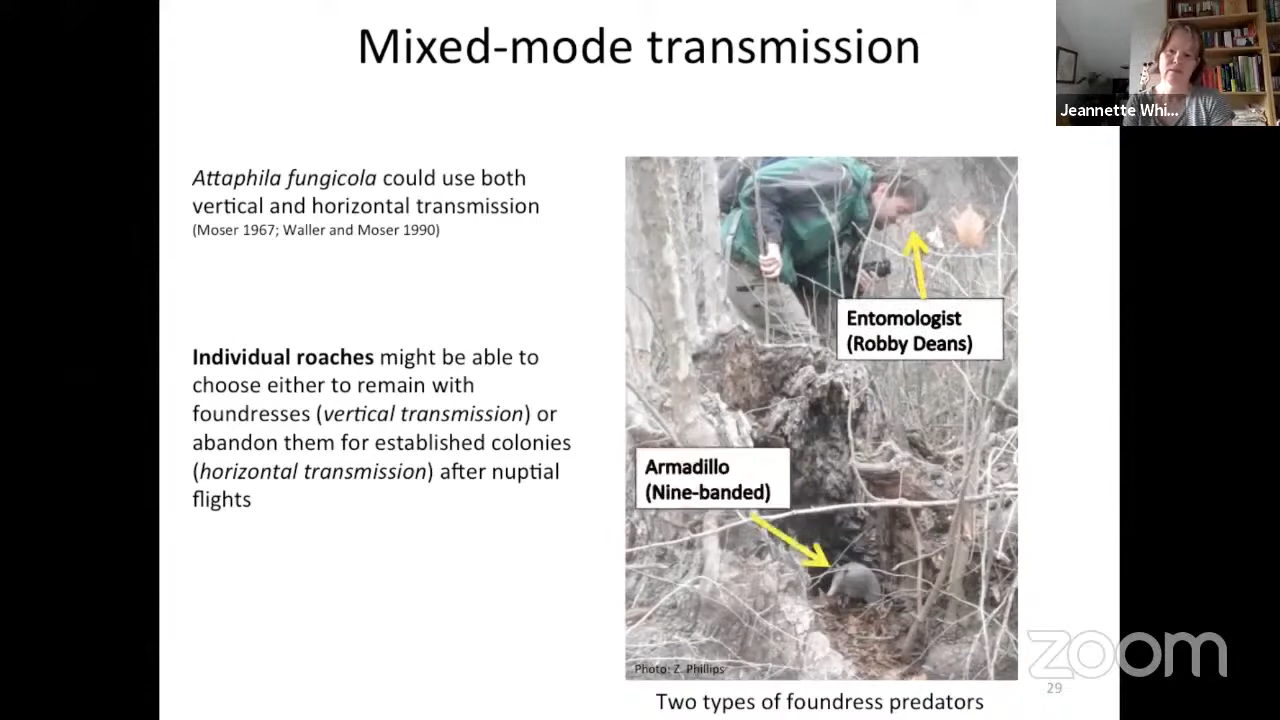 Mixed-mode transmission
Jeannette Whi...
Attaphila fungicola could use both
vertical and horizontal transmission
(Moser 1967; Waller and Moser 1990)
Individual roaches might be able to
choose either to remain with
foundresses (vertical transmission) or
abandon them for established colonies
(horizontal transmission) after nuptial
flights
Entomologist
(Robby Deans)
Armadillo
(Nine-banded)
Photo: Z. Phillips
Two types of foundress predators
zoom
29